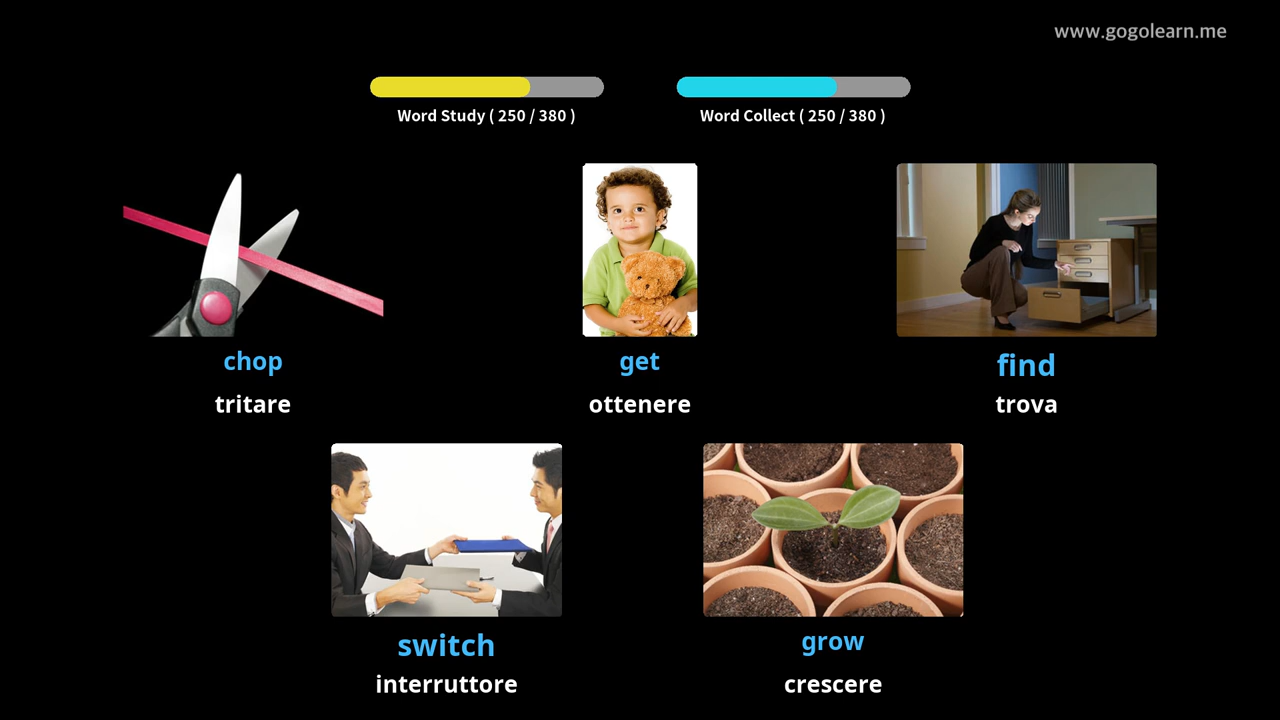 www.gogolearn.me
Word Study ( 250 / 380 )
Word Collect ( 250 / 380 )
chop
tritare
get
ottenere
find
trova
switch
interruttore
grow
crescere